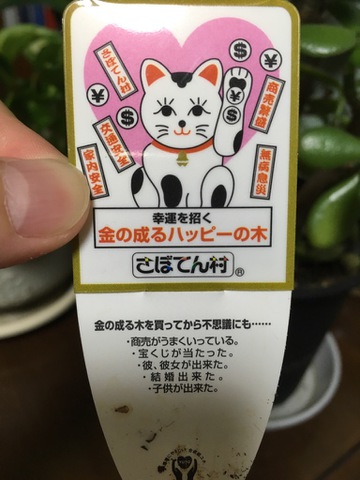 さぼてん村
¥
$
¥
$
¥
$
交通安全
家内安全
商売繁盛
無病息災
幸運を招く
金の成るハッピーの木
さぼてん村®
金の成る木を買ってから不思議にも……
・商売がうまくいっている。
・宝くじが当たった。
・彼、彼女が出来た。
・結婚出来た。
・子供が出来た。